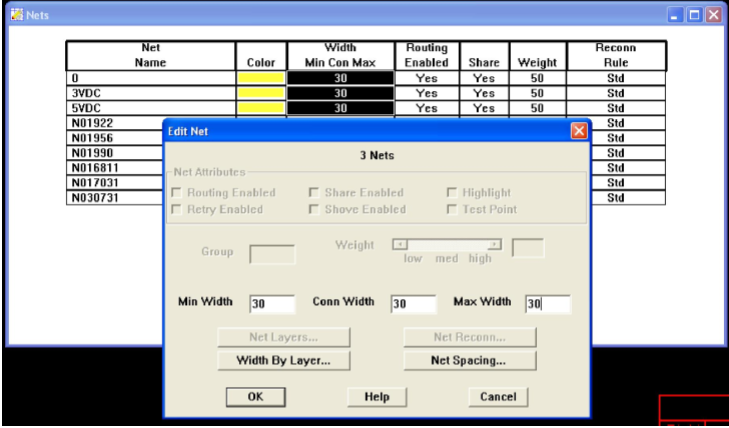 Nets
Net Name Color Width Min Con Max Routing Enabled Share Weight Reconn Rule
0 30 Yes Yes 50 Std
3VDC 30 Yes Yes 50 Std
5VDC 30 Yes Yes 50 Std
N01922 Std
N01956 Std
N01990 Std
N016811 Std
N017031 Std
N030731 Std
Edit Net
3 Nets
Net Attributes
Routing Enabled Share Enabled Highlight
Retry Enabled Shove Enabled Test Point
Group Weight
low med high
Min Width 30 Conn Width 30 Max Width 30
Net Layers... Net Reconn...
Width By Layer... Net Spacing...
OK Help Cancel